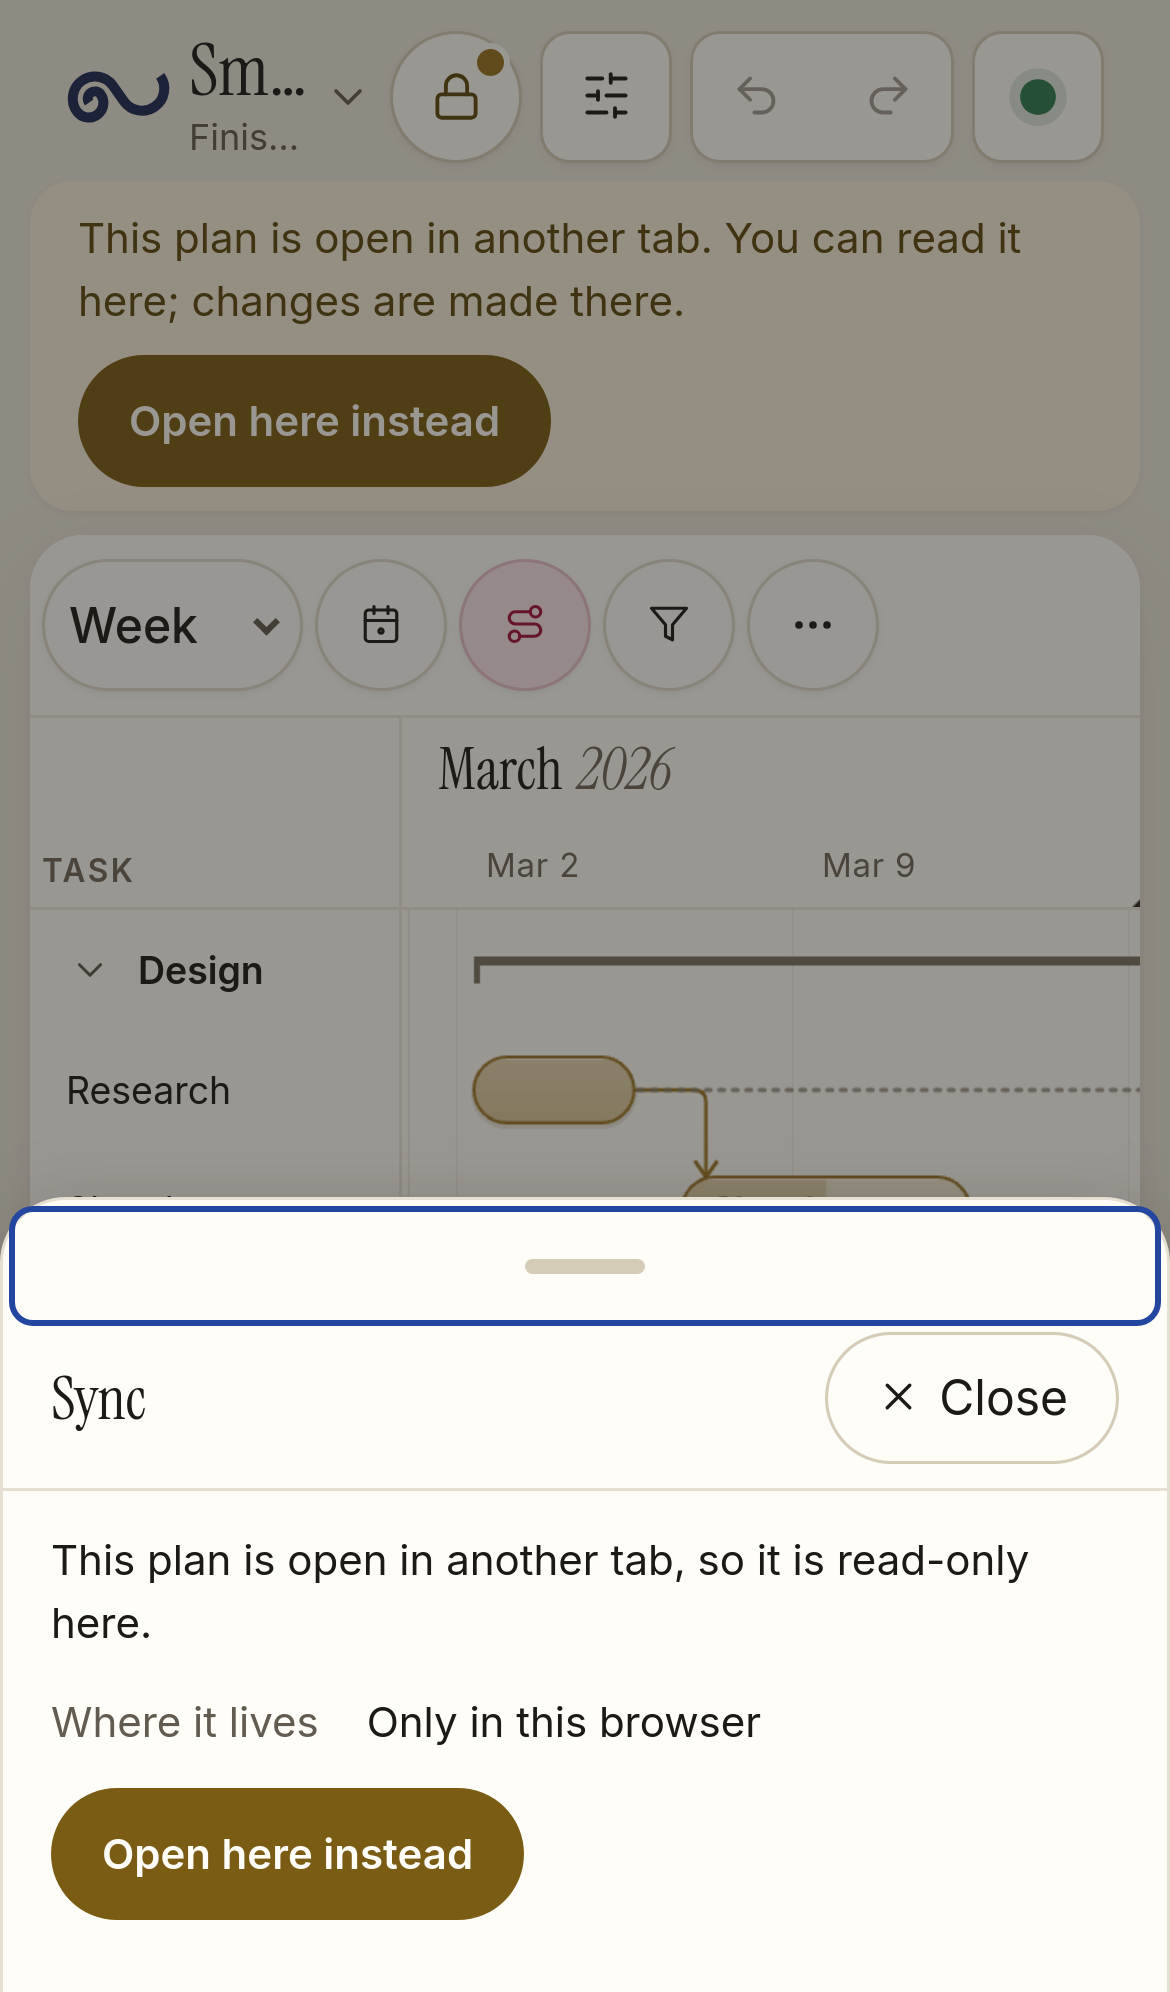 Sm...
Finis...
This plan is open in another tab. You can read it
here; changes are made there.
Open here instead
Week
March 2026
TASK
Mar 2
Mar 9
Design
Research
Sync
Close
This plan is open in another tab, so it is read-only
here.
Where it lives
Only in this browser
Open here instead